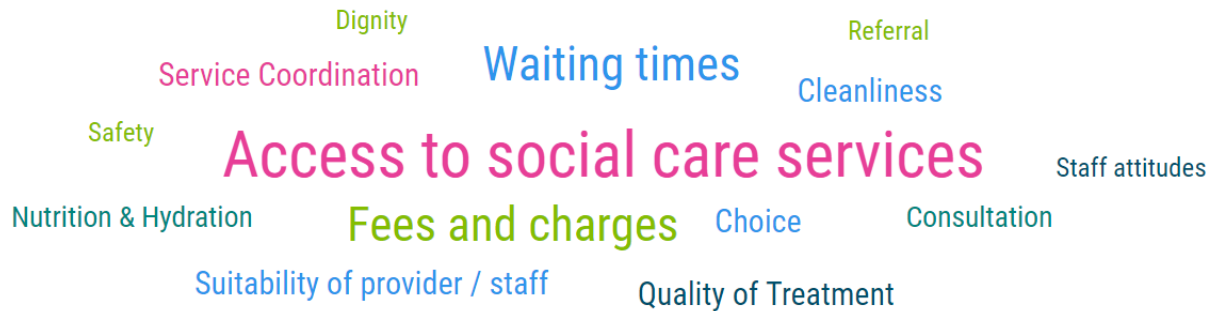 Dignity
Referral
Waiting times
Service Coordination
Cleanliness
Safety
Access to social care services
Staff attitudes
Nutrition & Hydration
Fees and charges
Choice
Consultation
Suitability of provider / staff
Quality of Treatment